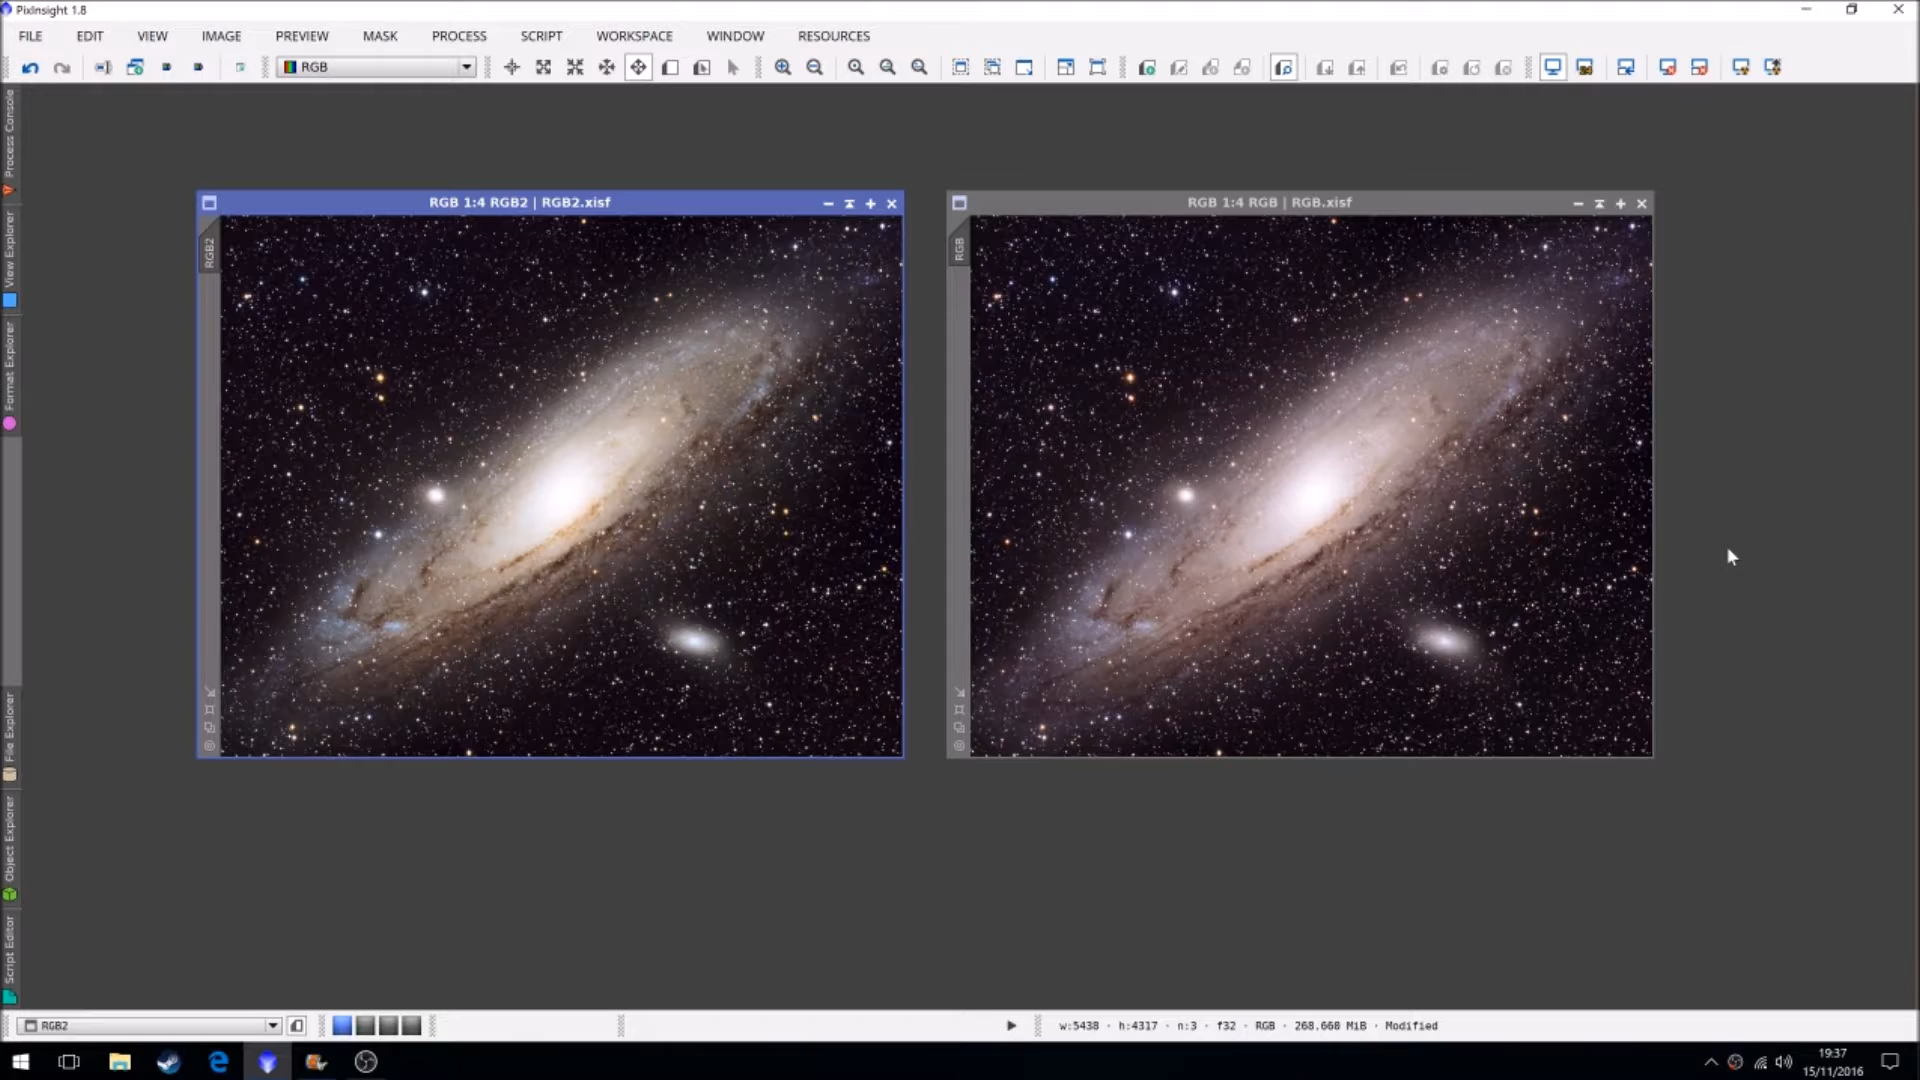 PixInsight 1.8
FILE EDIT VIEW IMAGE PREVIEW MASK PROCESS SCRIPT WORKSPACE WINDOW RESOURCES
RGB
Process Console
View Explorer
Format Explorer
File Explorer
Object Explorer
Script Editor
RGB 1:4 RGB2 | RGB2.xisf
RGB2
RGB 1:4 RGB | RGB.xisf
RGB
RGB2
w:5438 · h:4317 · n:3 · f32 · RGB · 268.660 MiB · Modified
19:37
15/11/2016